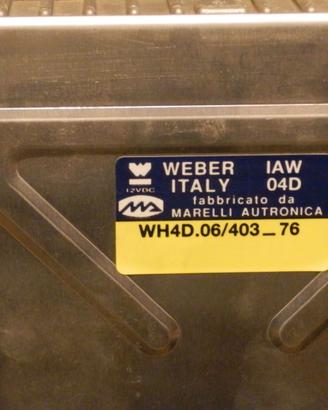 WEBER IAW
12VDC ITALY 04D
fabbricato da
MARELLI AUTRONICA
WH4D.06/403_76